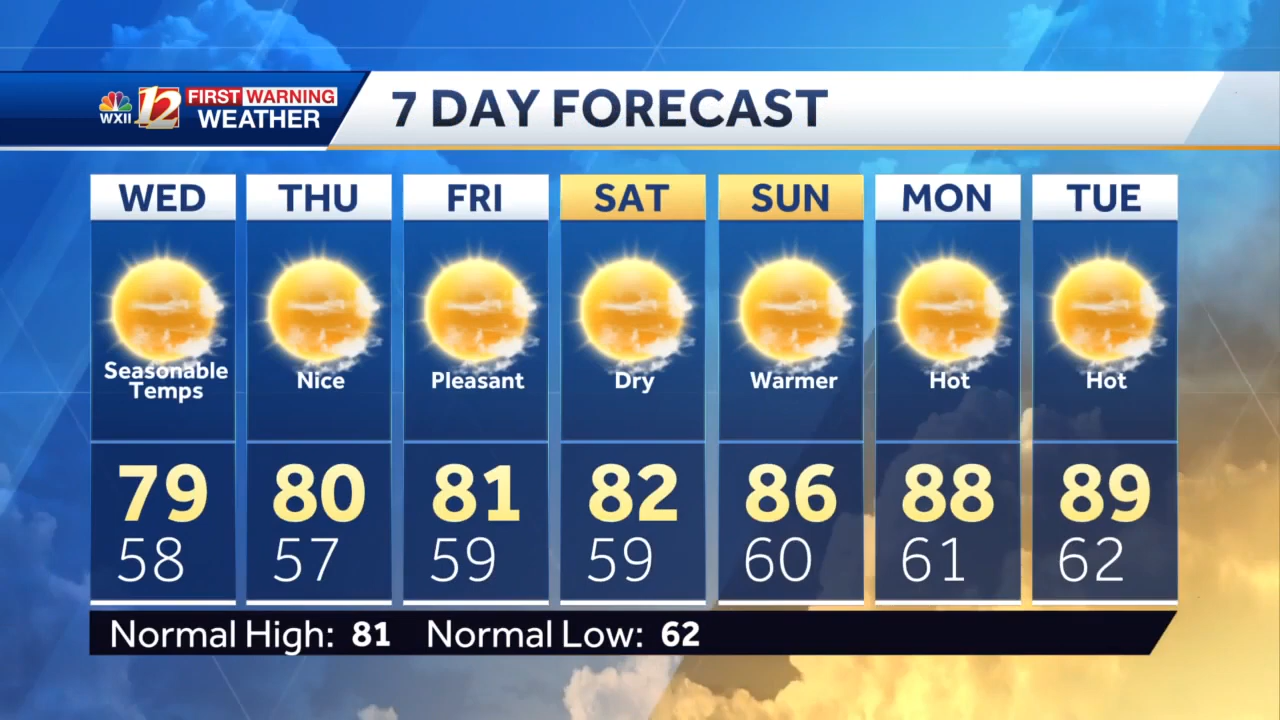 WXII 12 FIRST WARNING
WEATHER
7 DAY FORECAST
WED THU FRI SAT SUN MON TUE
Seasonable
Temps
Nice Pleasant Dry Warmer Hot Hot
79 80 81 82 86 88 89
58 57 59 59 60 61 62
Normal High: 81 Normal Low: 62